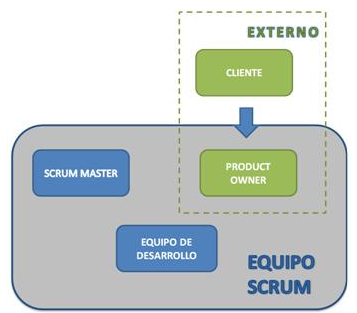 EXTERNO
CLIENTE
SCRUM MASTER
PRODUCT
OWNER
EQUIPO DE
DESARROLLO
EQUIPO
SCRUM